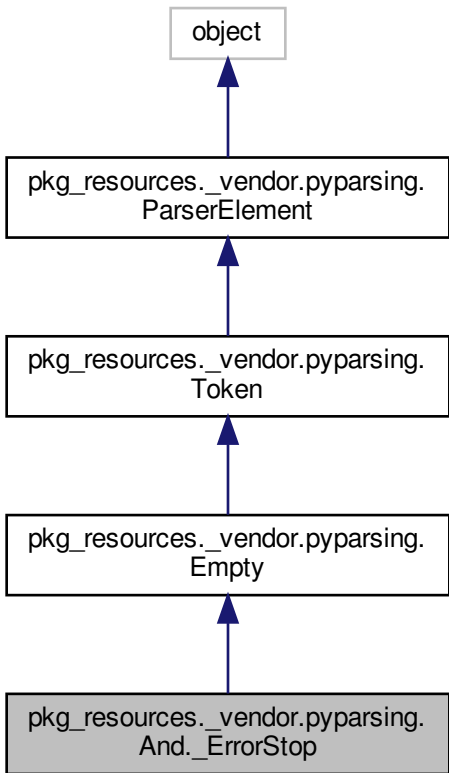 object
pkg_resources._vendor.pyparsing.
ParserElement
pkg_resources._vendor.pyparsing.
Token
pkg_resources._vendor.pyparsing.
Empty
pkg_resources._vendor.pyparsing.
And._ErrorStop